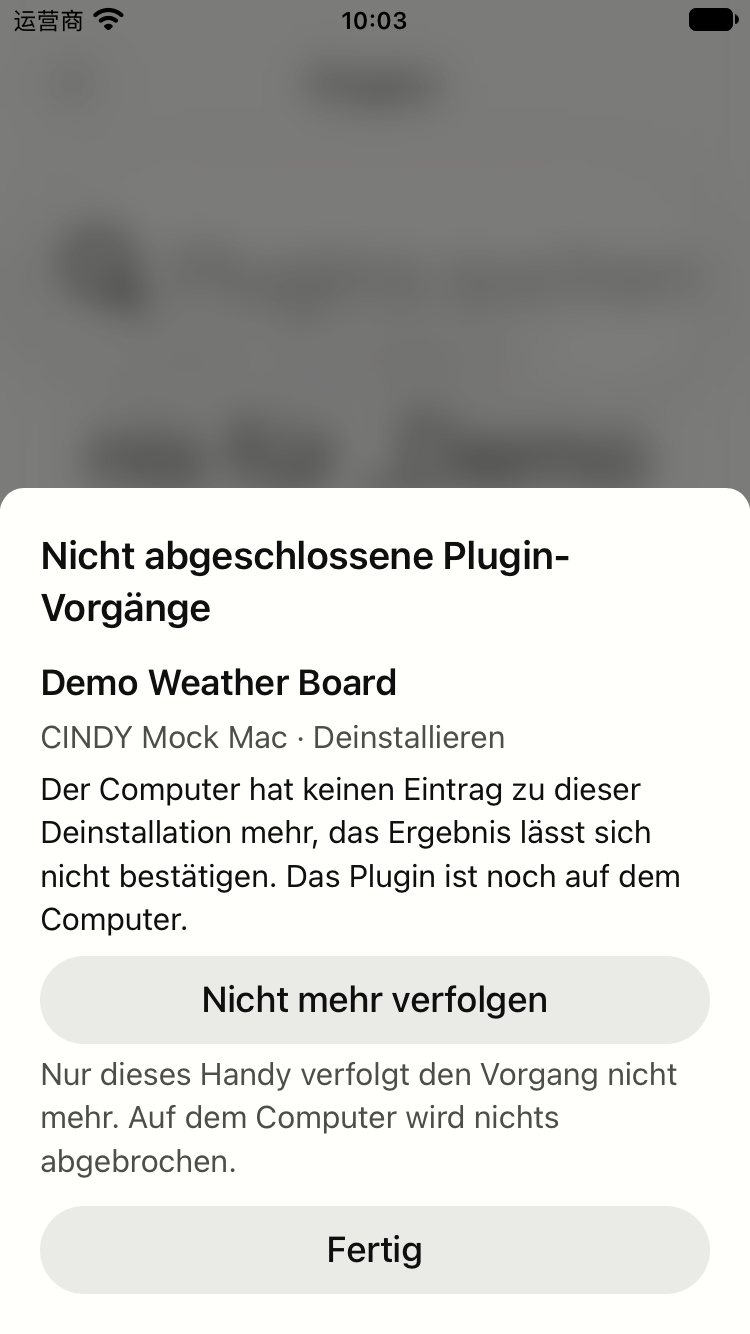 运营商
10:03
Nicht abgeschlossene Plugin-
Vorgänge
Demo Weather Board
CINDY Mock Mac · Deinstallieren
Der Computer hat keinen Eintrag zu dieser
Deinstallation mehr, das Ergebnis lässt sich
nicht bestätigen. Das Plugin ist noch auf dem
Computer.
Nicht mehr verfolgen
Nur dieses Handy verfolgt den Vorgang nicht
mehr. Auf dem Computer wird nichts
abgebrochen.
Fertig